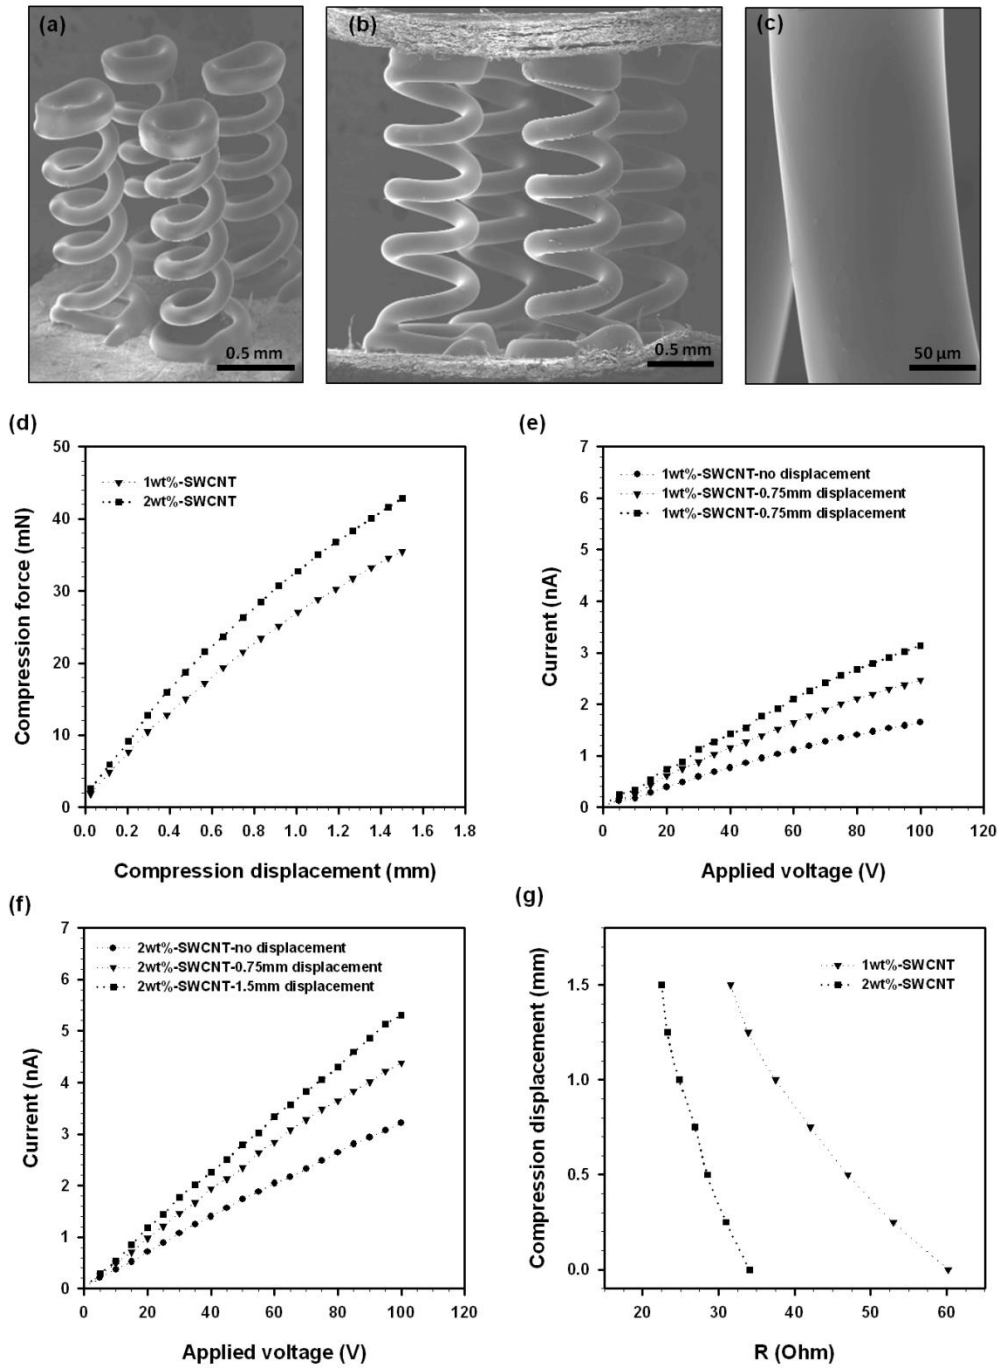 (a)
(b)
(c)
0.5 mm
0.5 mm
50 µm
(d)
50
40
30
20
10
0
0.0 0.2 0.4 0.6 0.8 1.0 1.2 1.4 1.6 1.8
Compression force (mN)
Compression displacement (mm)
1wt%-SWCNT
2wt%-SWCNT
(e)
7
6
5
4
3
2
1
0
0 20 40 60 80 100 120
Current (nA)
Applied voltage (V)
1wt%-SWCNT-no displacement
1wt%-SWCNT-0.75mm displacement
1wt%-SWCNT-0.75mm displacement
(f)
7
6
5
4
3
2
1
0
0 20 40 60 80 100 120
Current (nA)
Applied voltage (V)
2wt%-SWCNT-no displacement
2wt%-SWCNT-0.75mm displacement
2wt%-SWCNT-1.5mm displacement
(g)
1.5
1.0
0.5
0.0
20 30 40 50 60
Compression displacement (mm)
R (Ohm)
1wt%-SWCNT
2wt%-SWCNT